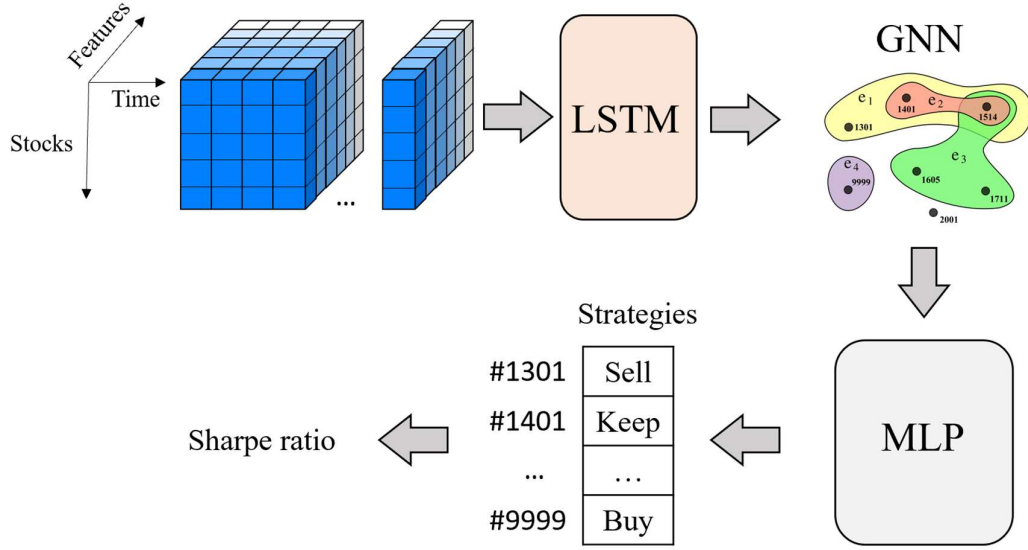 Features
Time
Stocks
...
LSTM
GNN
e1
1401
e2
1514
1301
e3
e4
9999
1605
1711
2001
Strategies
#1301 Sell
#1401 Keep
... ...
#9999 Buy
Sharpe ratio
MLP